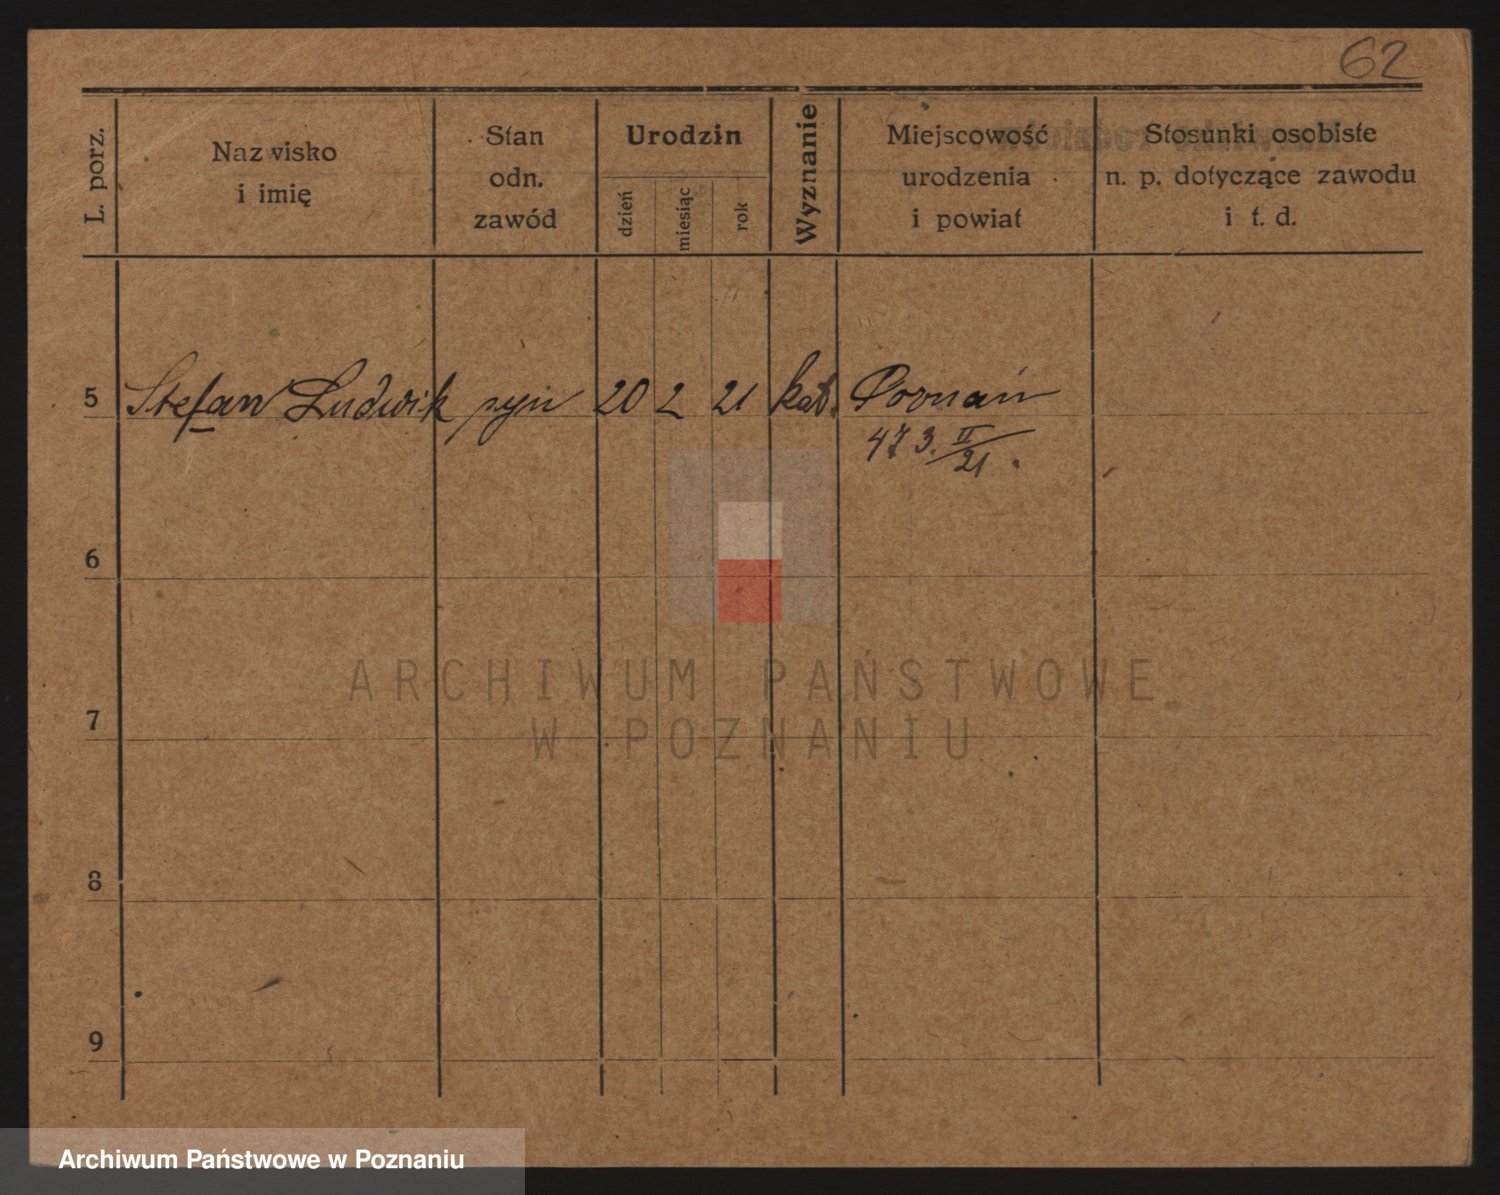 62
L. porz.
Nazwisko
i imię
Stan
odn.
zawód
Urodzin
dzień
miesiąc
rok
Wyznanie
Miejscowość
urodzenia
i powiat
Stosunki osobiste
n. p. dotyczące zawodu
i t. d.
5 Stefan Ludwik syn 20 2 21 kat. Poznań
473. II/21.
6
7
8
9
ARCHIWUM PAŃSTWOWE
W POZNANIU
Archiwum Państwowe w Poznaniu